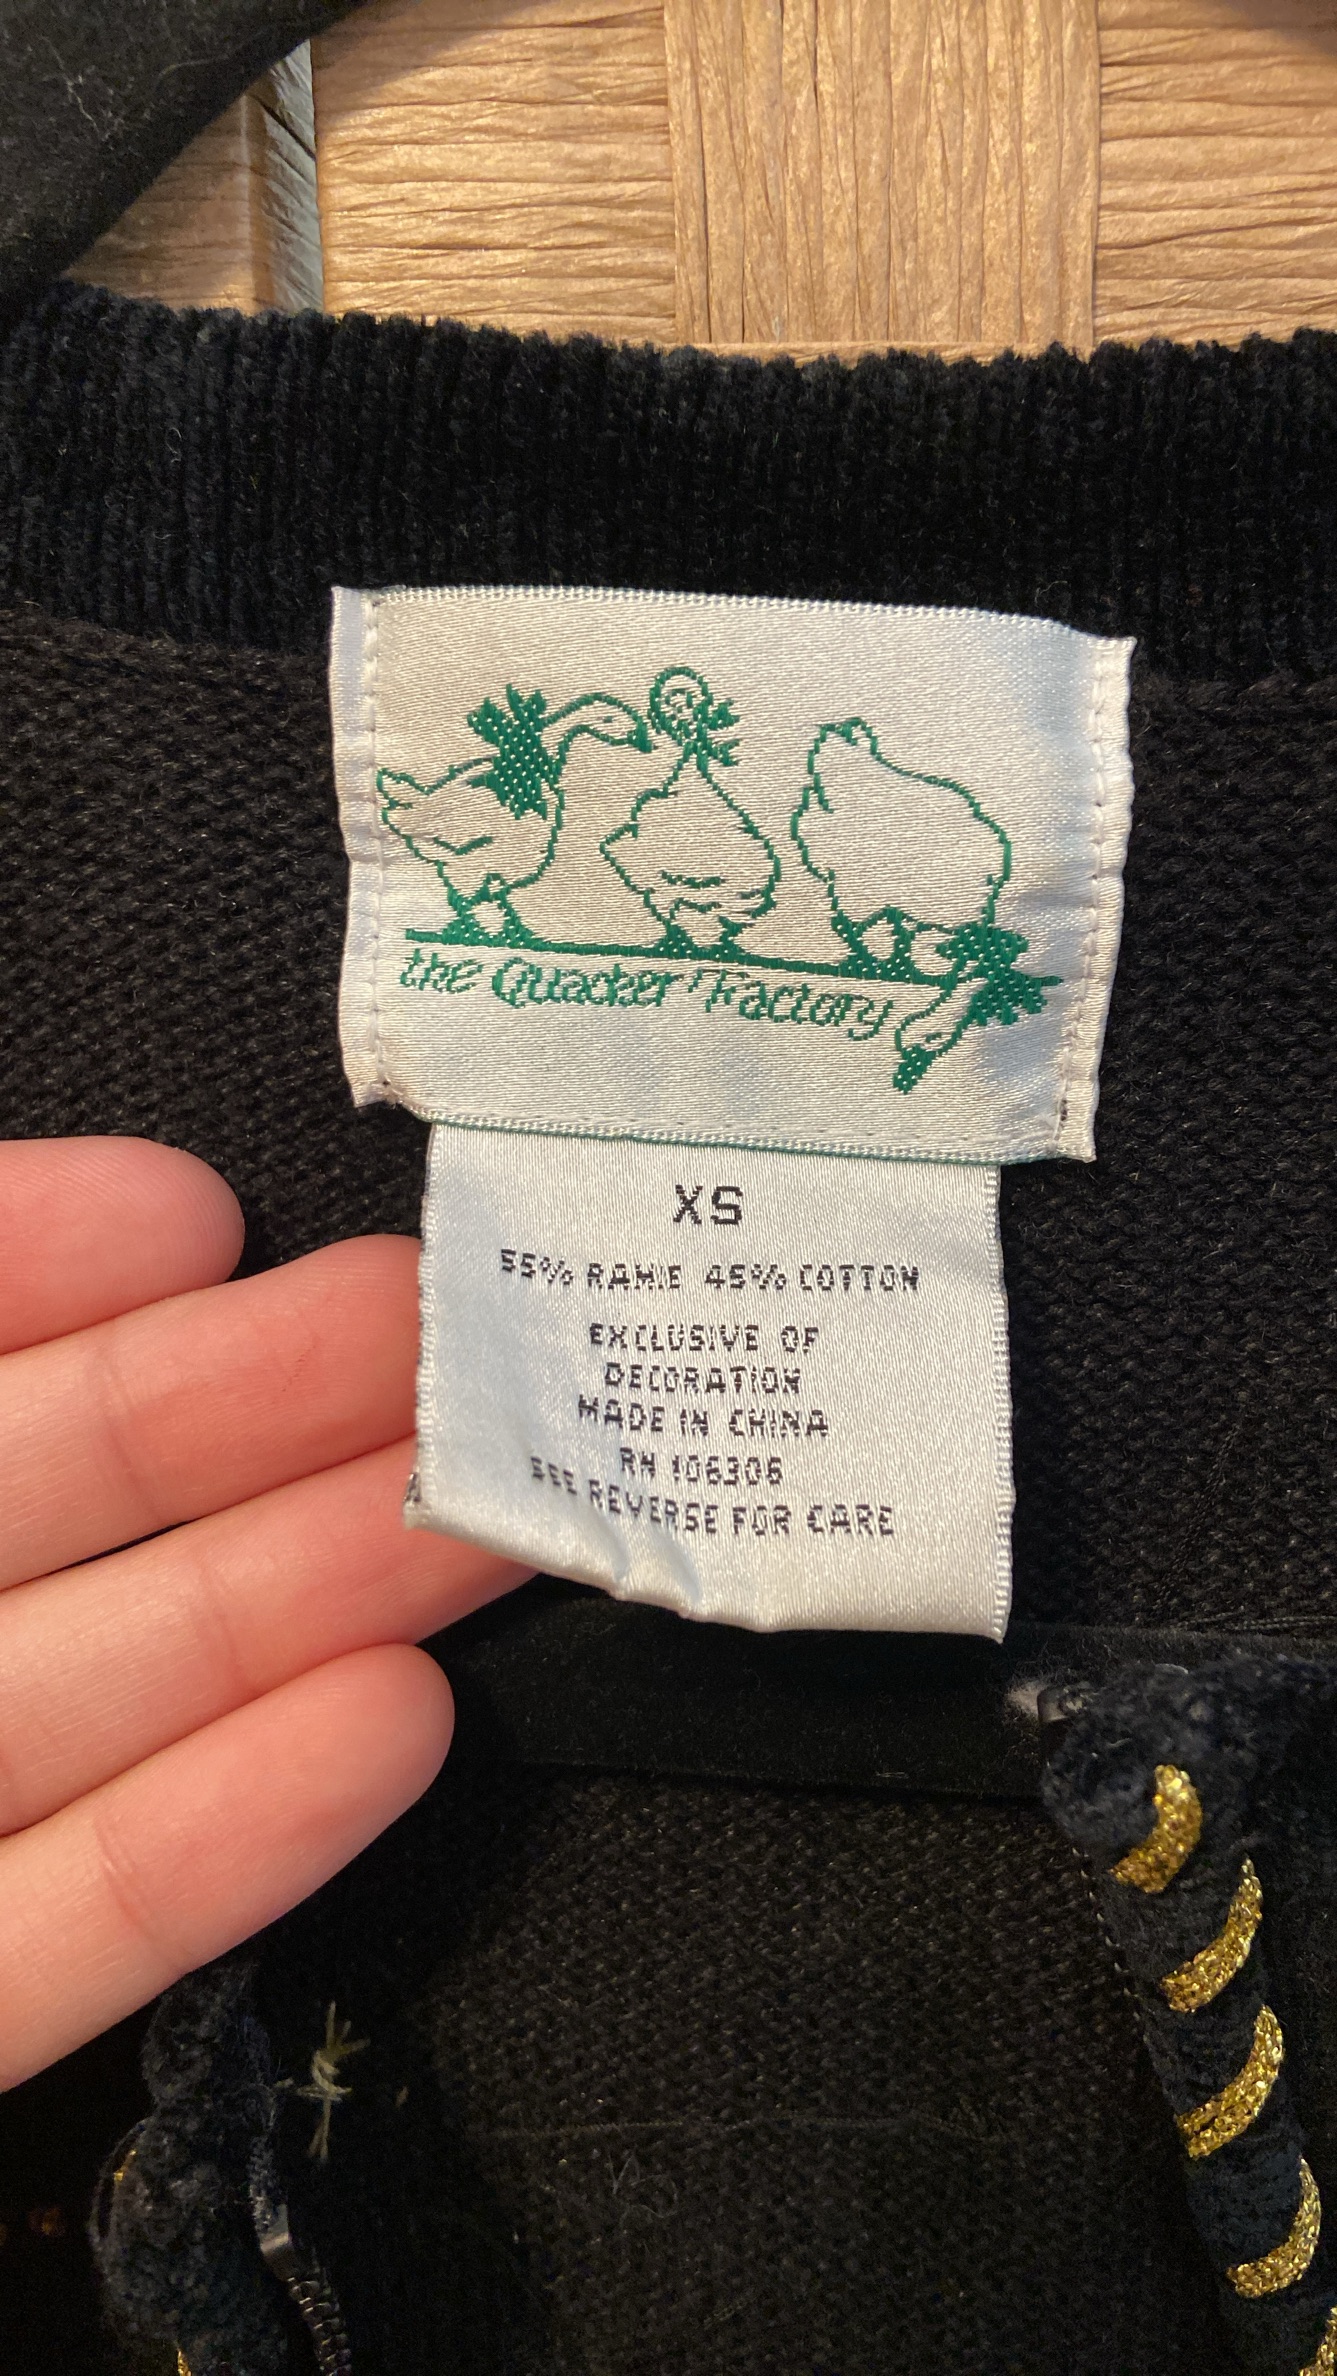 the Quacker Factory
XS
55% RAMIE 45% COTTON
EXCLUSIVE OF
DECORATION
MADE IN CHINA
RN 106306
SEE REVERSE FOR CARE